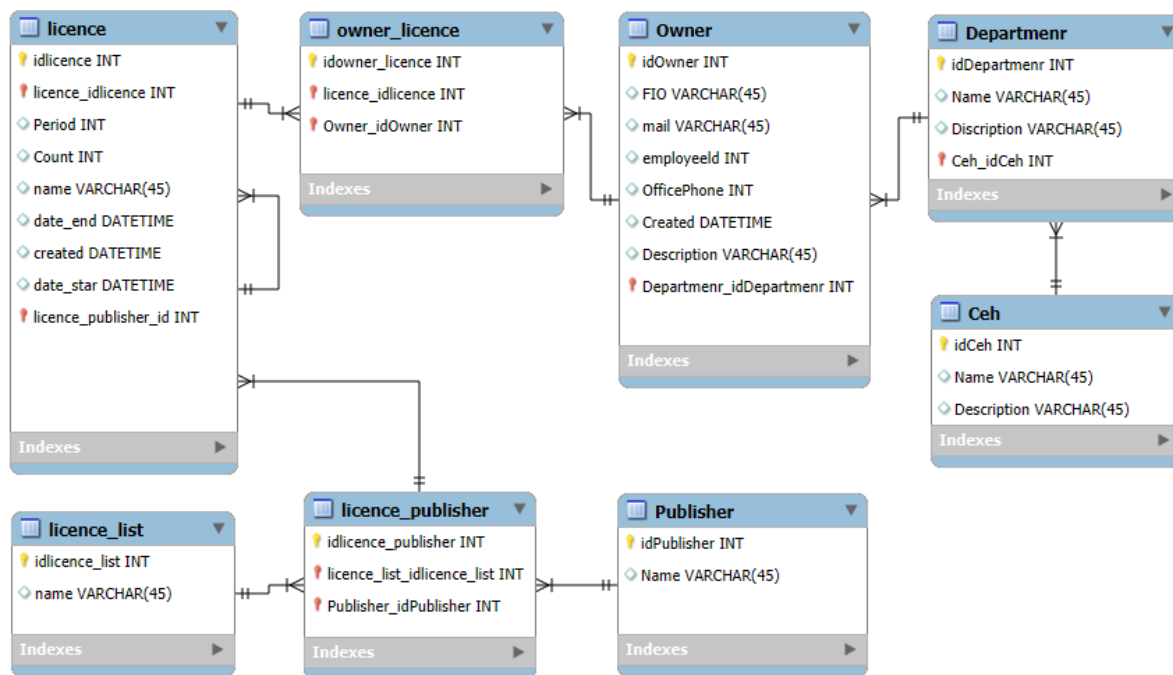 licence
idlicence INT
licence_idlicence INT
Period INT
Count INT
name VARCHAR(45)
date_end DATETIME
created DATETIME
date_star DATETIME
licence_publisher_id INT
Indexes
owner_licence
idowner_licence INT
licence_idlicence INT
Owner_idOwner INT
Indexes
Owner
idOwner INT
FIO VARCHAR(45)
mail VARCHAR(45)
employeeId INT
OfficePhone INT
Created DATETIME
Description VARCHAR(45)
Departmenr_idDepartmenr INT
Indexes
Departmenr
idDepartmenr INT
Name VARCHAR(45)
Discription VARCHAR(45)
Ceh_idCeh INT
Indexes
Ceh
idCeh INT
Name VARCHAR(45)
Description VARCHAR(45)
Indexes
licence_list
idlicence_list INT
name VARCHAR(45)
Indexes
licence_publisher
idlicence_publisher INT
licence_list_idlicence_list INT
Publisher_idPublisher INT
Indexes
Publisher
idPublisher INT
Name VARCHAR(45)
Indexes